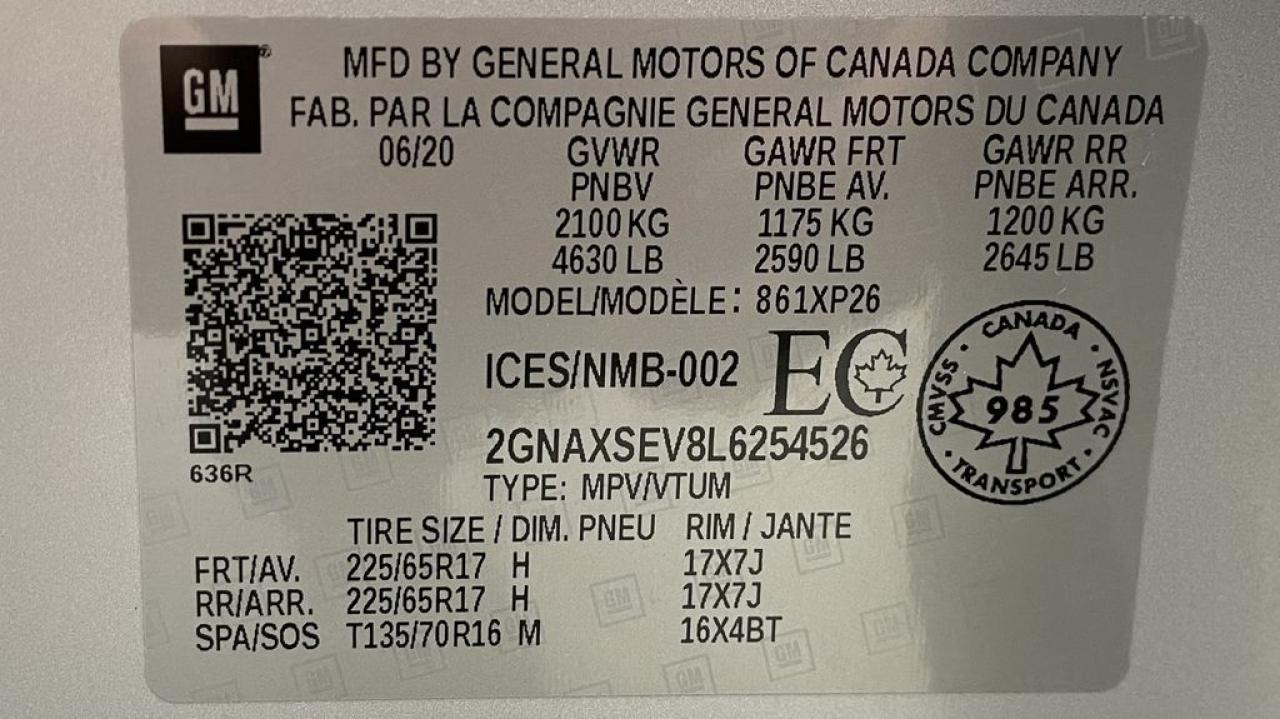 GM
MFD BY GENERAL MOTORS OF CANADA COMPANY
FAB. PAR LA COMPAGNIE GENERAL MOTORS DU CANADA
06/20 GVWR GAWR FRT GAWR RR
PNBV PNBE AV. PNBE ARR.
2100 KG 1175 KG 1200 KG
4630 LB 2590 LB 2645 LB
MODEL/MODÈLE: 861XP26
ICES/NMB-002 EC
CANADA
CMVSS 985 NSVAC
TRANSPORT
2GNAXSEV8L6254526
636R
TYPE: MPV/VTUM
TIRE SIZE / DIM. PNEU RIM / JANTE
FRT/AV. 225/65R17 H 17X7J
RR/ARR. 225/65R17 H 17X7J
SPA/SOS T135/70R16 M 16X4BT